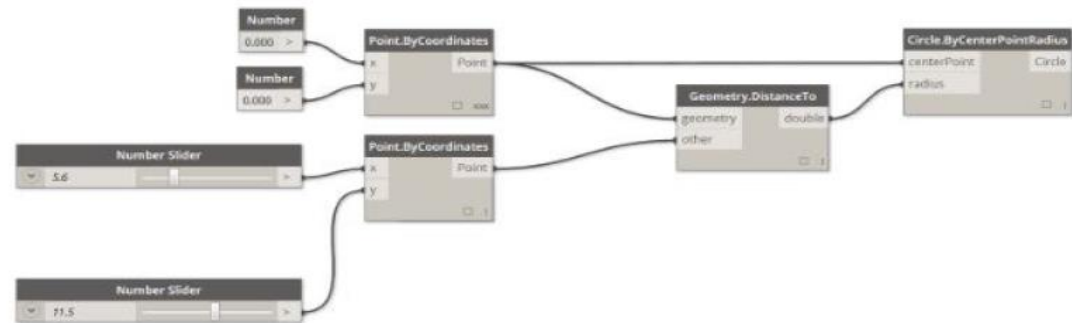 Number
0.000 >
Number
0.000 >
Point.ByCoordinates
x Point
y
xxx
Circle.ByCenterPointRadius
centerPoint Circle
radius
Geometry.DistanceTo
geometry double
other
Point.ByCoordinates
x Point
y
Number Slider
5.6 >
Number Slider
11.5 >